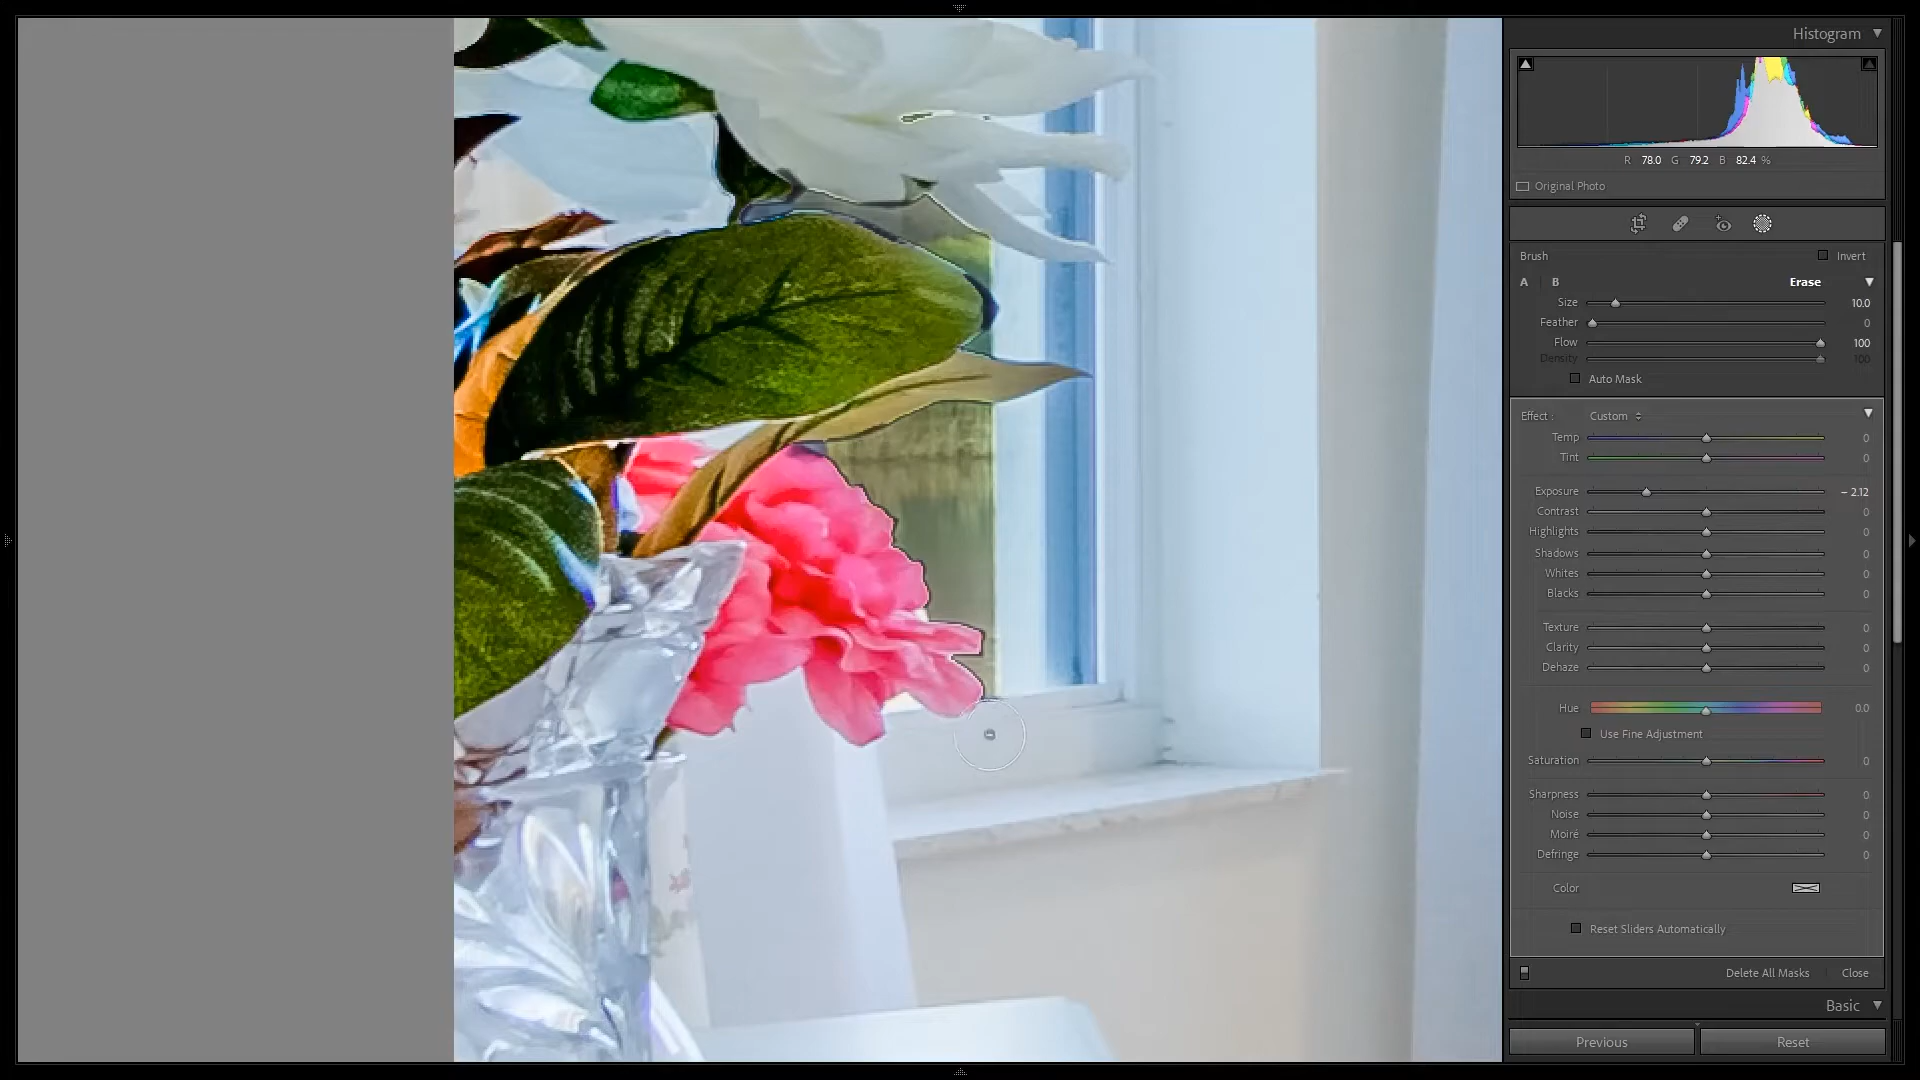 Histogram
R 78.0 G 79.2 B 82.4 %
Original Photo
Brush Invert
A B Erase
Size 10.0
Feather 0
Flow 100
Density 100
Auto Mask
Effect : Custom
Temp 0
Tint 0
Exposure – 2.12
Contrast 0
Highlights 0
Shadows 0
Whites 0
Blacks 0
Texture 0
Clarity 0
Dehaze 0
Hue 0.0
Use Fine Adjustment
Saturation 0
Sharpness 0
Noise 0
Moiré 0
Defringe 0
Color
Reset Sliders Automatically
Delete All Masks Close
Basic
Previous Reset